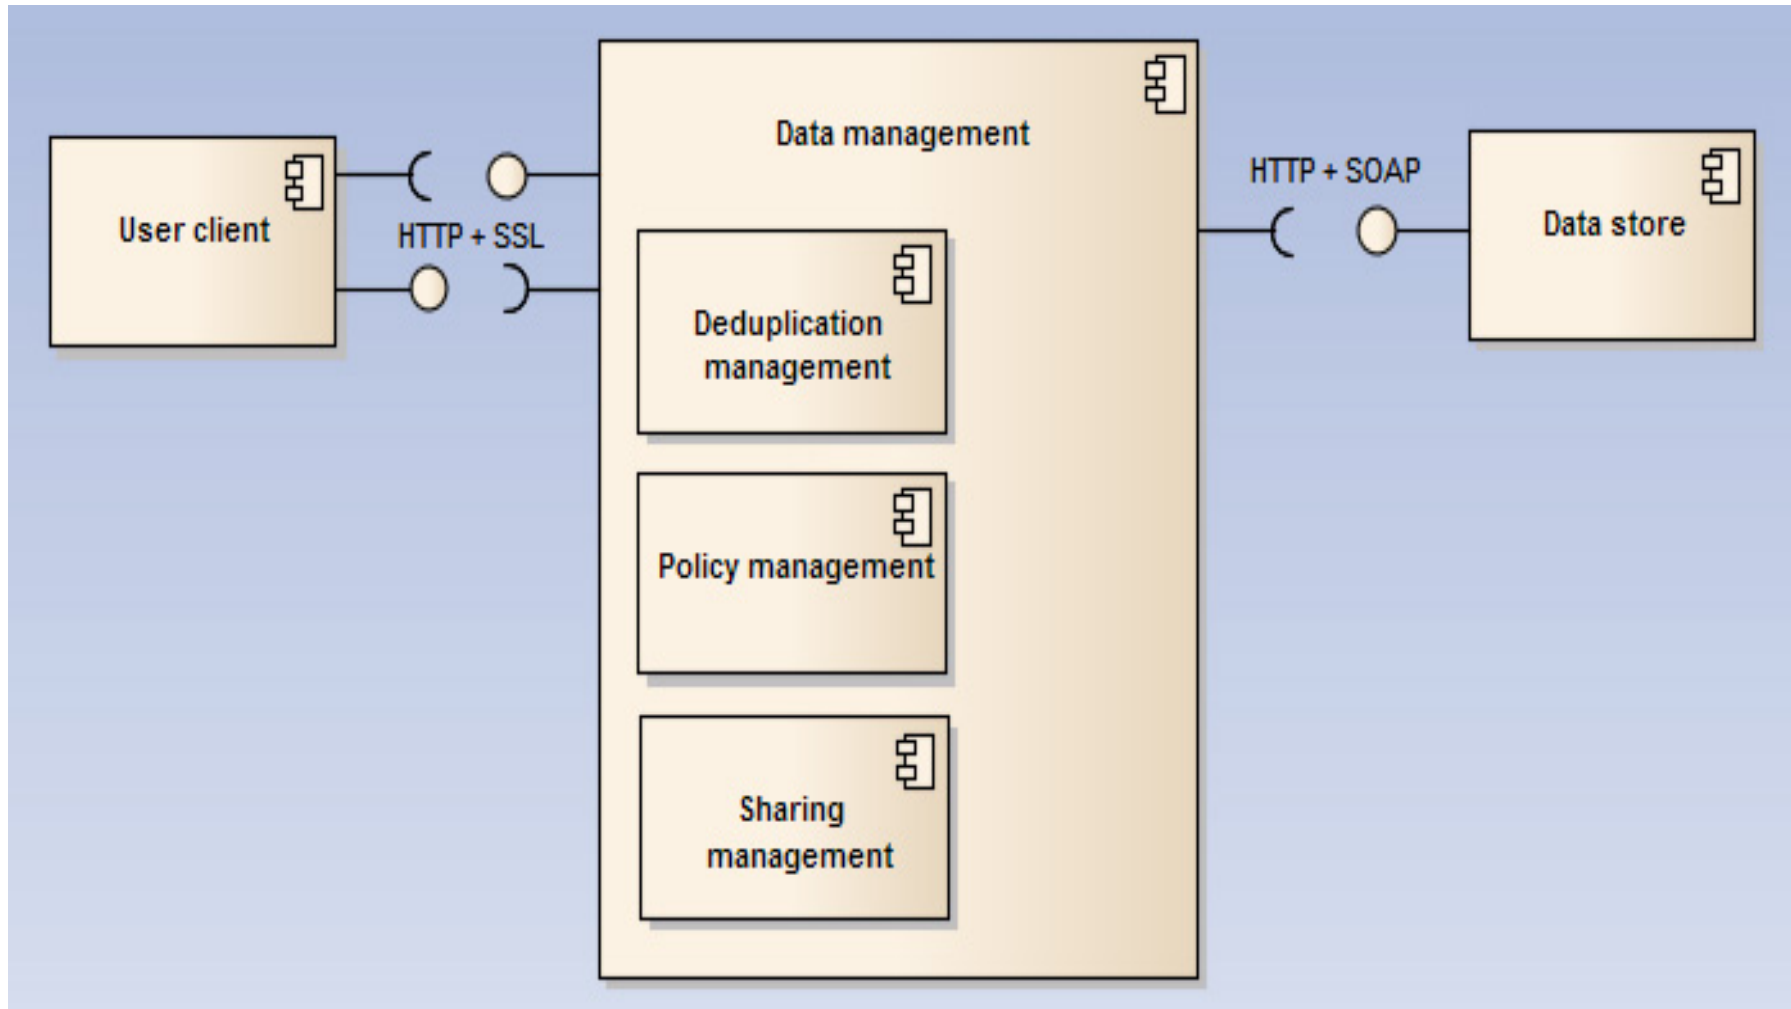 User client
HTTP + SSL
Data management
Deduplication
management
Policy management
Sharing
management
HTTP + SOAP
Data store